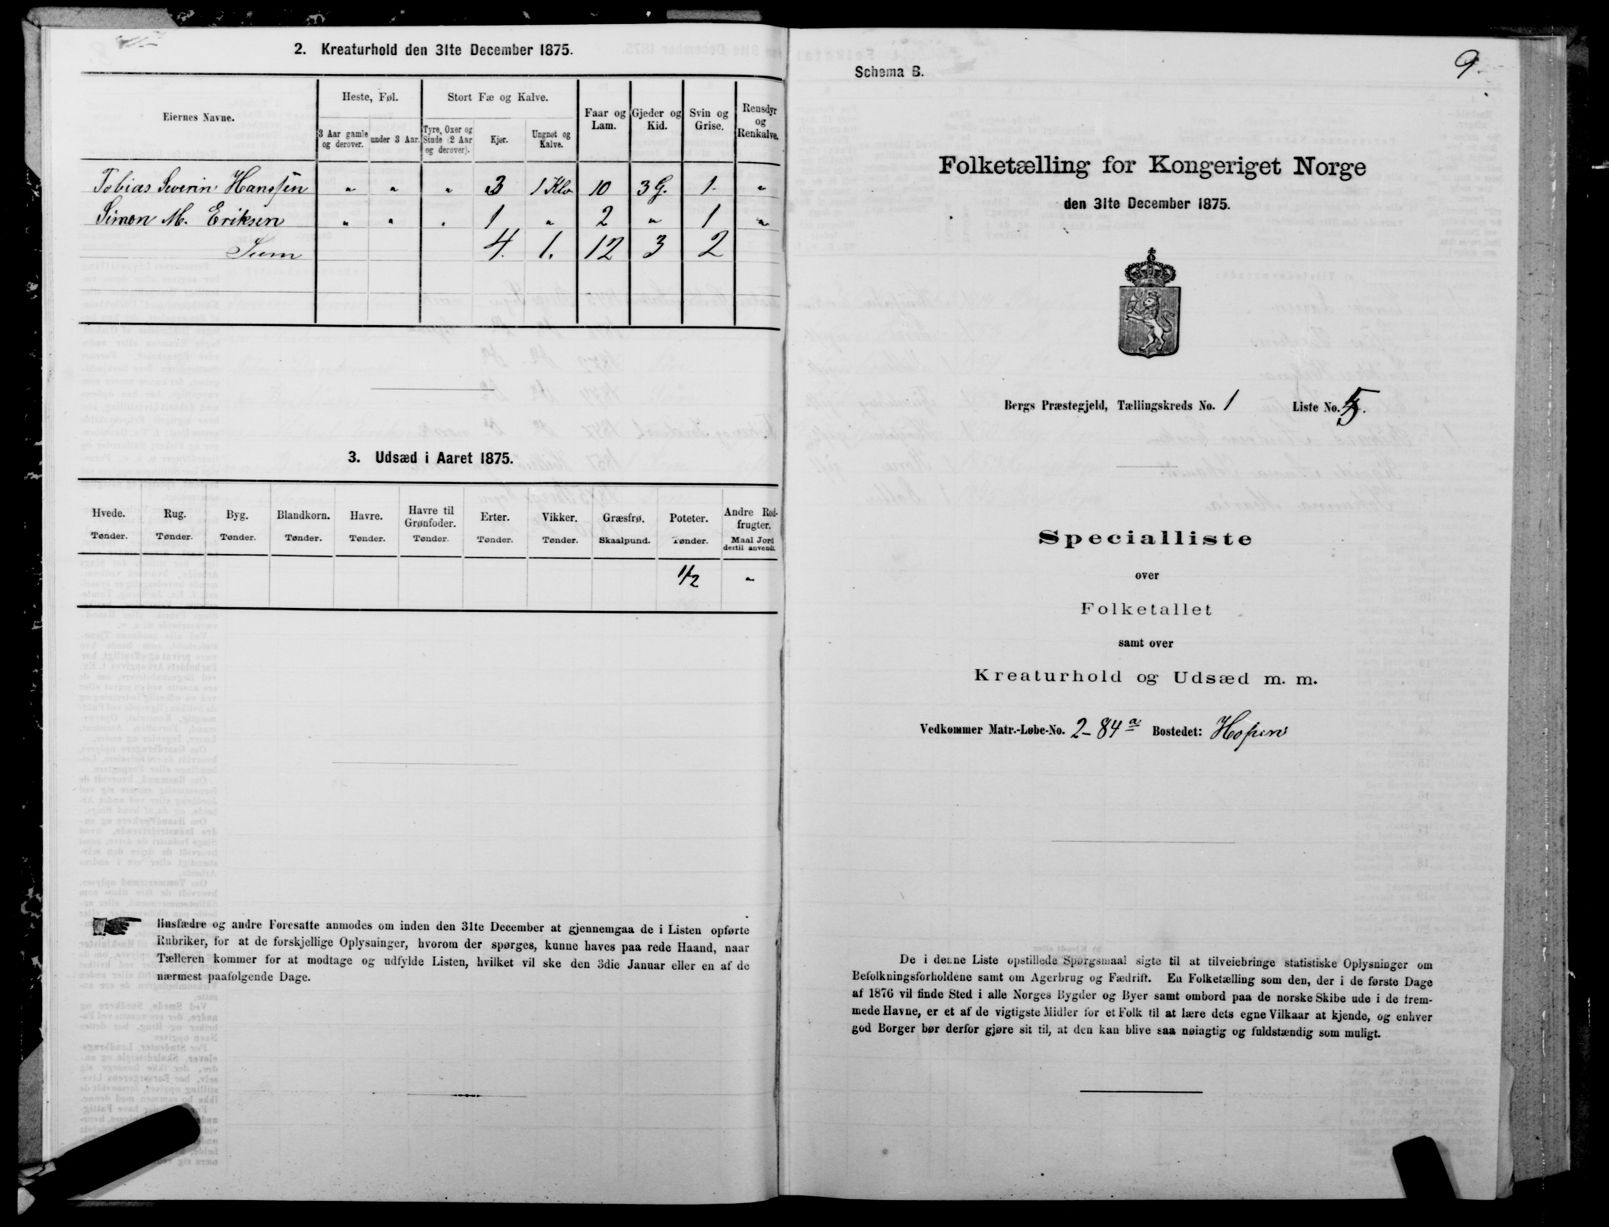 2. Kreaturhold den 31te December 1875.
Eiernes Navne.
Heste, Føl.
Stort Fæ og Kalve.
3 Aar gamle og derover.
under 3 Aar.
Tyre, Oxer og Stude (2 Aar og derover).
Kjør.
Ungnøt og Kalve.
Faar og Lam.
Gjeder og Kid.
Svin og Grise.
Rensdyr og Renkalve.
Tobias Severin Hanssen " " " 3 1 Klv 10 3 G. 1. "
Simon M. Eriksen " " " 1 " 2 " 1 "
Sum 4. 1. 12 3 2
3. Udsæd i Aaret 1875.
Hvede. Tønder.
Rug. Tønder.
Byg. Tønder.
Blandkorn. Tønder.
Havre. Tønder.
Havre til Grønfoder. Tønder.
Erter. Tønder.
Vikker. Tønder.
Græsfrø. Skaalpund.
Poteter. Tønder.
Andre Rodfrugter. Maal Jord dertil anvendt.
"
Husfædre og andre Foresatte anmodes om inden den 31te December at gjennemgaa de i Listen opførte
Rubriker, for at de forskjellige Oplysninger, hvorom der spørges, kunne haves paa rede Haand, naar
Tælleren kommer for at modtage og udfylde Listen, hvilket vil ske den 3die Januar eller en af de
nærmest paafølgende Dage.
Schema B.
9
Folketælling for Kongeriget Norge
den 31te December 1875.
Bergs Præstegjeld, Tællingskreds No. 1 Liste No. 5.
Specialliste
over
Folketallet
samt over
Kreaturhold og Udsæd m. m.
Vedkommer Matr.-Løbe-No. 2-84a Bostedet: Hopen
De i denne Liste opstillede Spørgsmaal sigte til at tilveiebringe statistiske Oplysninger om
Befolkningsforholdene samt om Agerbrug og Fædrift. En Folketælling som den, der i de første Dage
af 1876 vil finde Sted i alle Norges Bygder og Byer samt ombord paa de norske Skibe ude i de frem-
mede Havne, er et af de vigtigste Midler for et Folk til at lære dets egne Vilkaar at kjende, og enhver
god Borger bør derfor gjøre sit til, at den kan blive saa nøiagtig og fuldstændig som muligt.